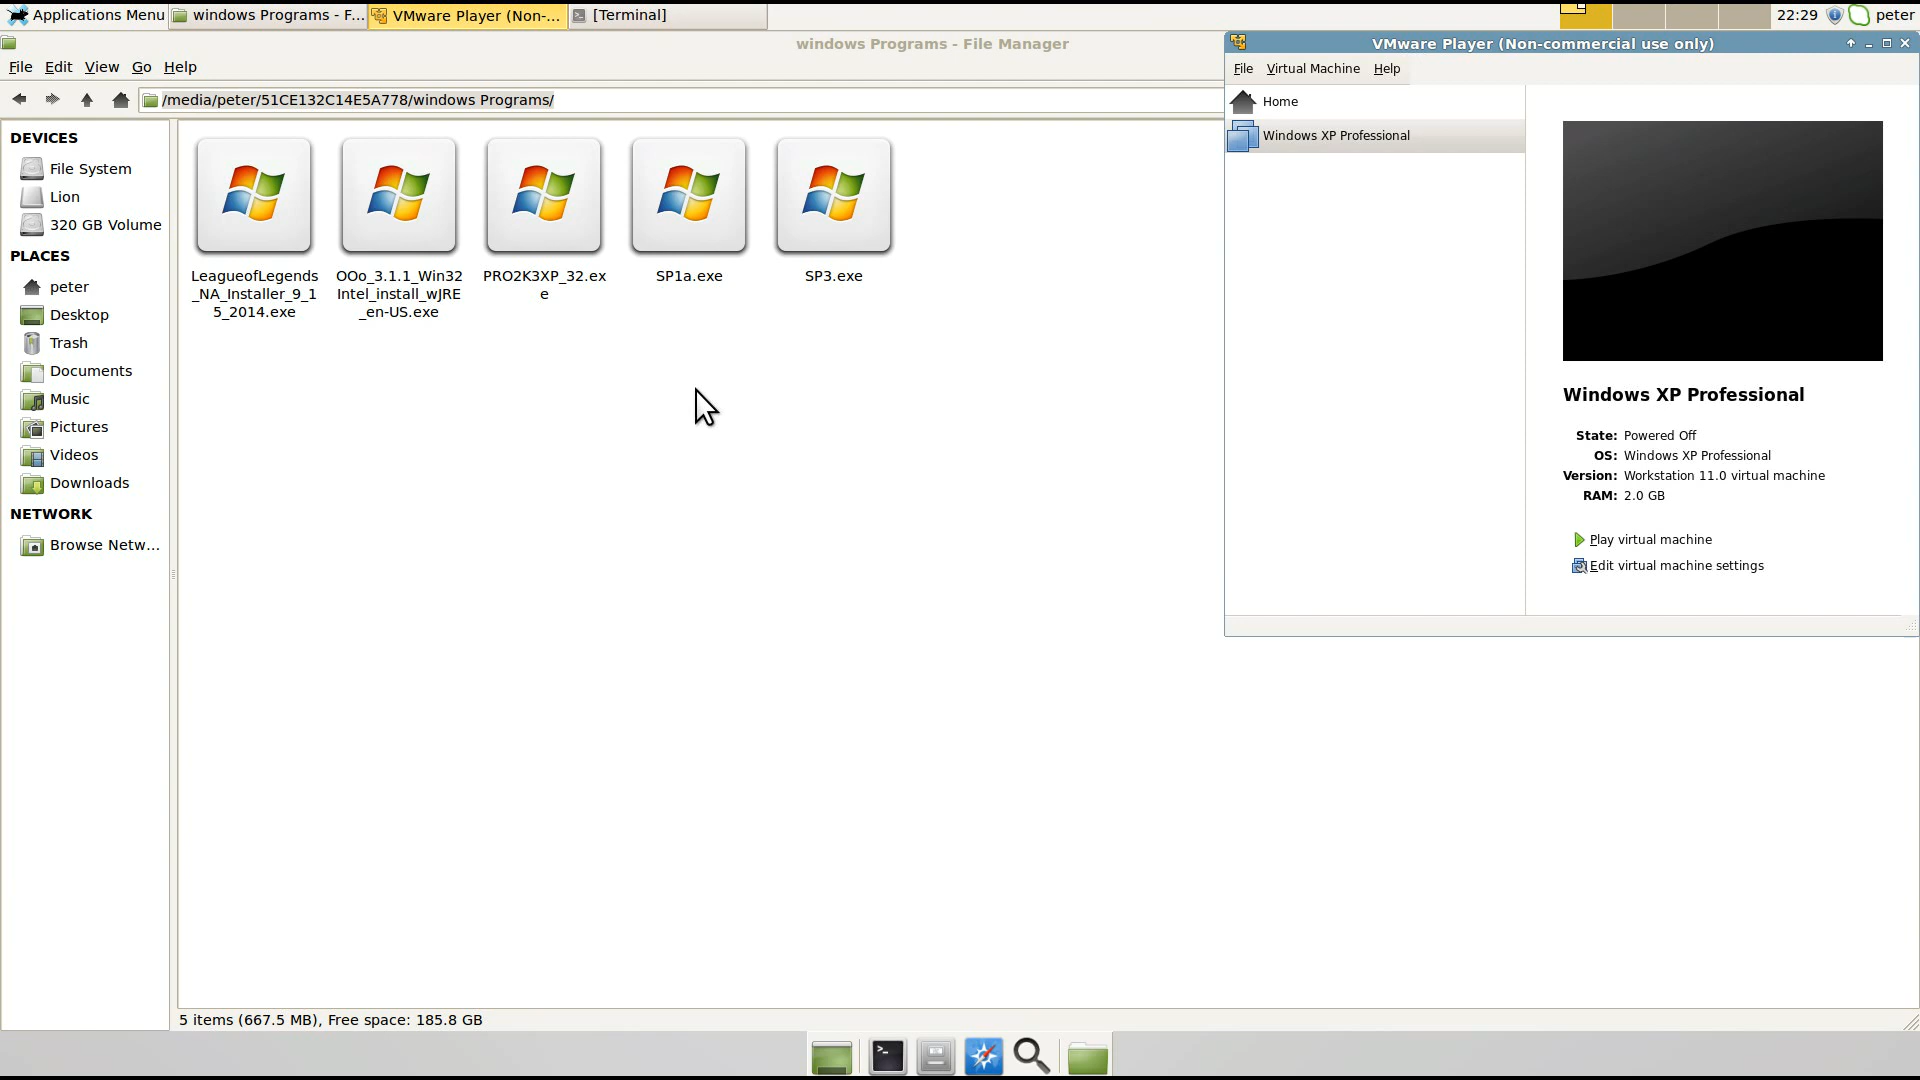 Applications Menu
windows Programs - F...
VMware Player (Non-...
[Terminal]
22:29
peter
windows Programs - File Manager
File Edit View Go Help
/media/peter/51CE132C14E5A778/windows Programs/
DEVICES
File System
Lion
320 GB Volume
PLACES
peter
Desktop
Trash
Documents
Music
Pictures
Videos
Downloads
NETWORK
Browse Netw...
LeagueofLegends
_NA_Installer_9_1
5_2014.exe
OOo_3.1.1_Win32
Intel_install_wJRE
_en-US.exe
PRO2K3XP_32.ex
e
SP1a.exe
SP3.exe
5 items (667.5 MB), Free space: 185.8 GB
VMware Player (Non-commercial use only)
File Virtual Machine Help
Home
Windows XP Professional
Windows XP Professional
State: Powered Off
OS: Windows XP Professional
Version: Workstation 11.0 virtual machine
RAM: 2.0 GB
Play virtual machine
Edit virtual machine settings